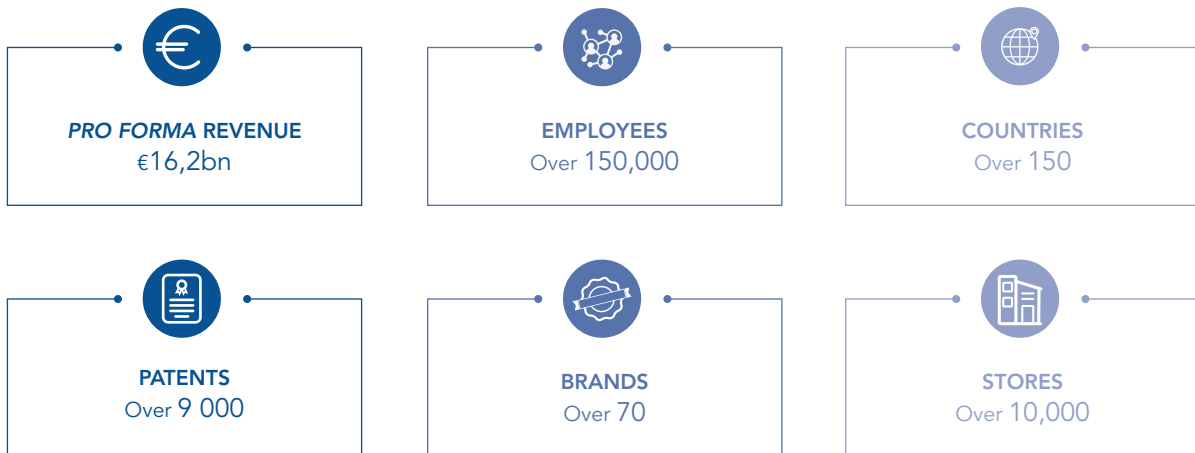 PRO FORMA REVENUE
€16,2bn
EMPLOYEES
Over 150,000
COUNTRIES
Over 150
PATENTS
Over 9 000
BRANDS
Over 70
STORES
Over 10,000